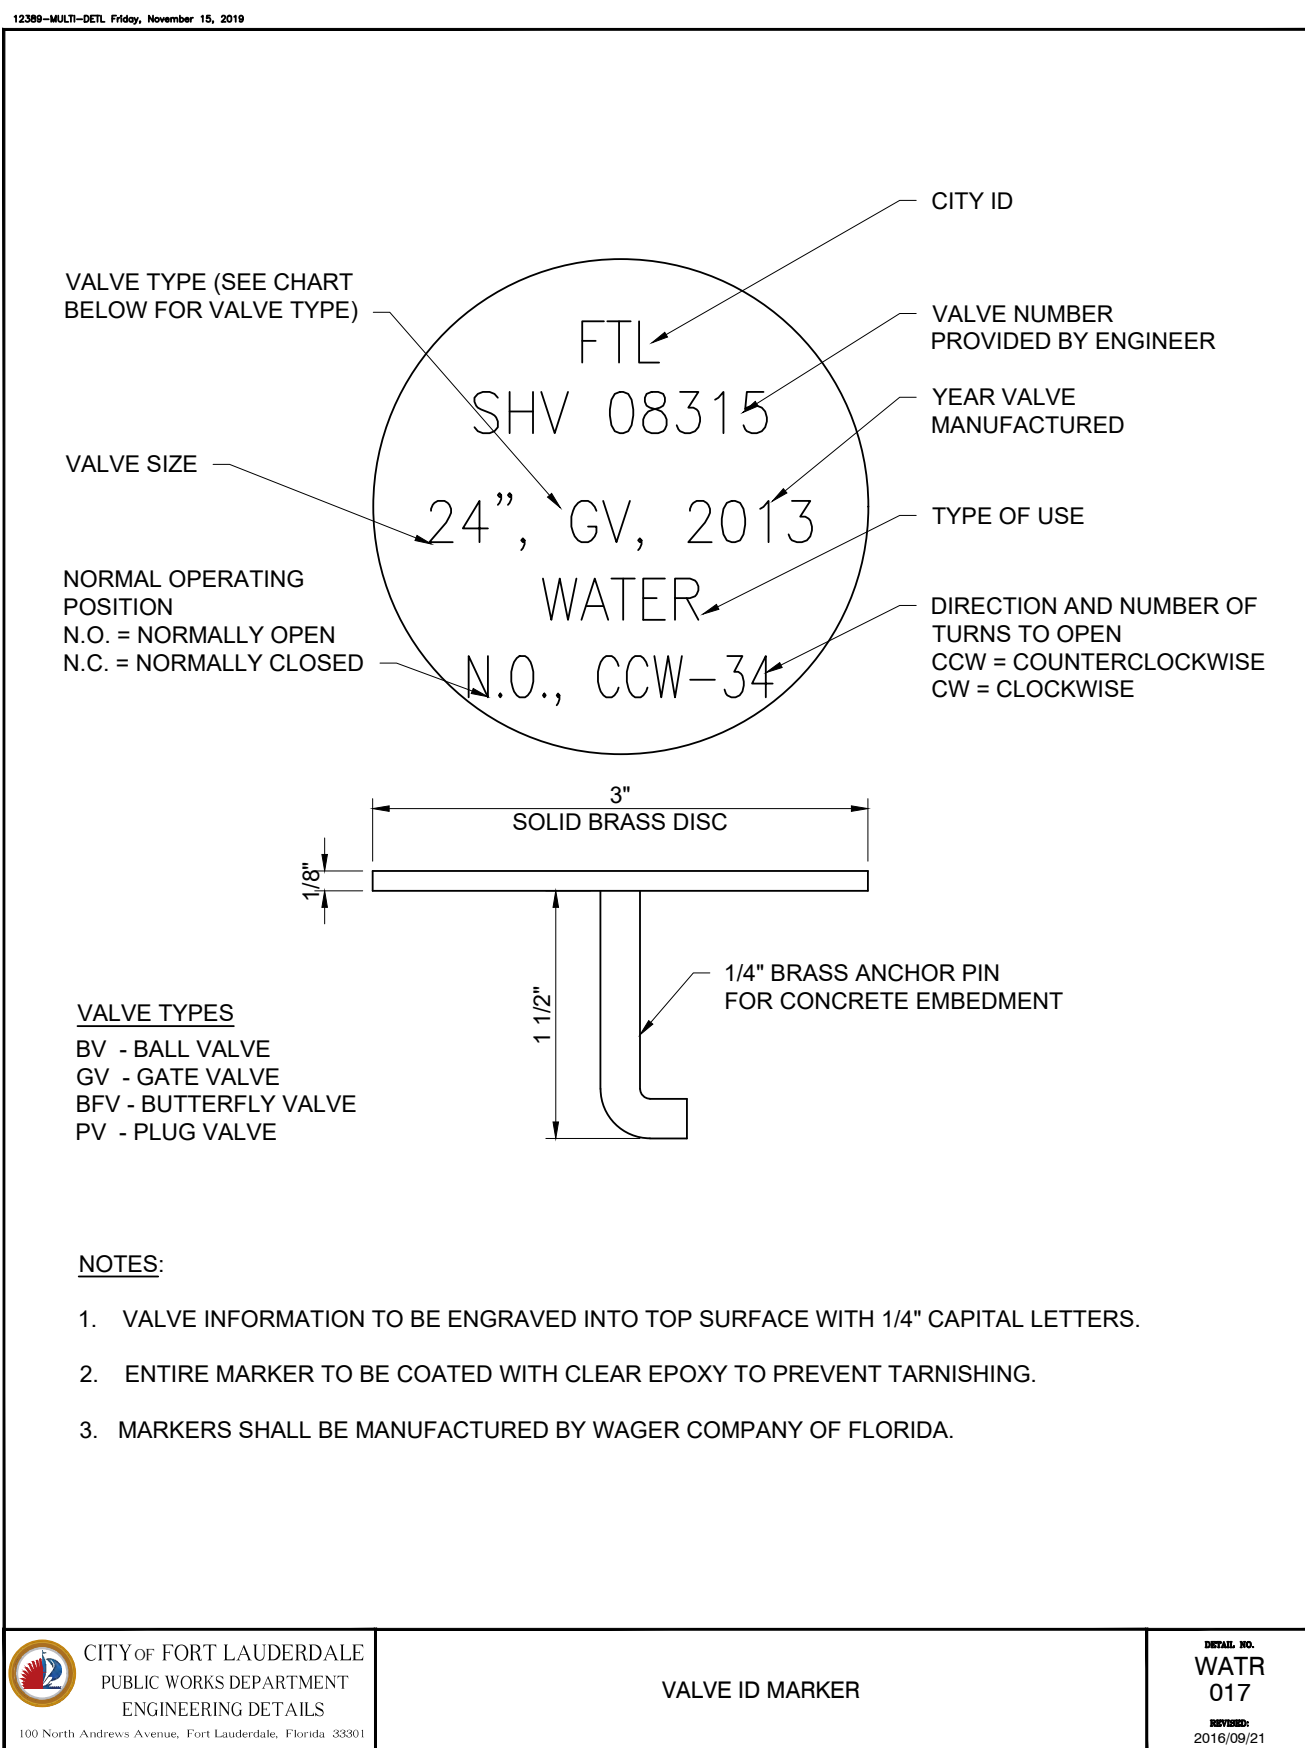 12389-MULTI-DETL Friday, November 15, 2019
CITY ID
VALVE TYPE (SEE CHART
BELOW FOR VALVE TYPE)
VALVE NUMBER
PROVIDED BY ENGINEER
YEAR VALVE
MANUFACTURED
VALVE SIZE
TYPE OF USE
NORMAL OPERATING
POSITION
N.O. = NORMALLY OPEN
N.C. = NORMALLY CLOSED
DIRECTION AND NUMBER OF
TURNS TO OPEN
CCW = COUNTERCLOCKWISE
CW = CLOCKWISE
FTL
SHV 08315
24”, GV, 2013
WATER
N.O., CCW-34
3"
SOLID BRASS DISC
1/8"
1 1/2"
1/4" BRASS ANCHOR PIN
FOR CONCRETE EMBEDMENT
VALVE TYPES
BV - BALL VALVE
GV - GATE VALVE
BFV - BUTTERFLY VALVE
PV - PLUG VALVE
NOTES:
1. VALVE INFORMATION TO BE ENGRAVED INTO TOP SURFACE WITH 1/4" CAPITAL LETTERS.
2. ENTIRE MARKER TO BE COATED WITH CLEAR EPOXY TO PREVENT TARNISHING.
3. MARKERS SHALL BE MANUFACTURED BY WAGER COMPANY OF FLORIDA.
CITY OF FORT LAUDERDALE
PUBLIC WORKS DEPARTMENT
ENGINEERING DETAILS
100 North Andrews Avenue, Fort Lauderdale, Florida 33301
VALVE ID MARKER
DETAIL NO.
WATR
017
REVISED:
2016/09/21